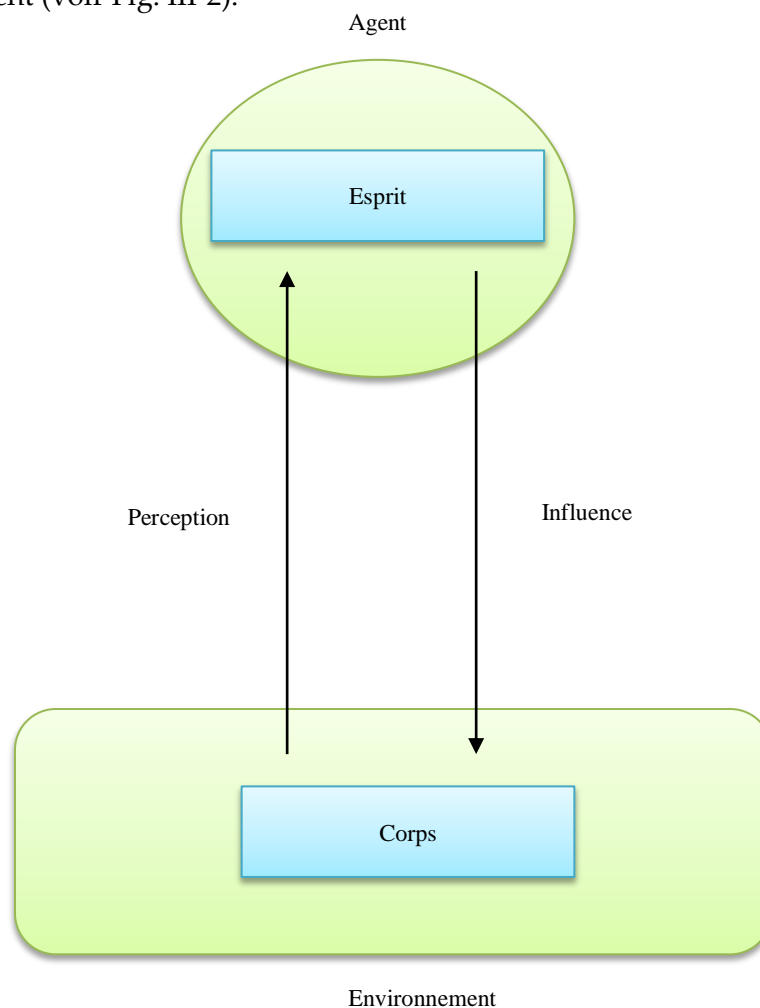 (voir Fig. III-2).
Agent
Esprit
Perception
Influence
Corps
Environnement